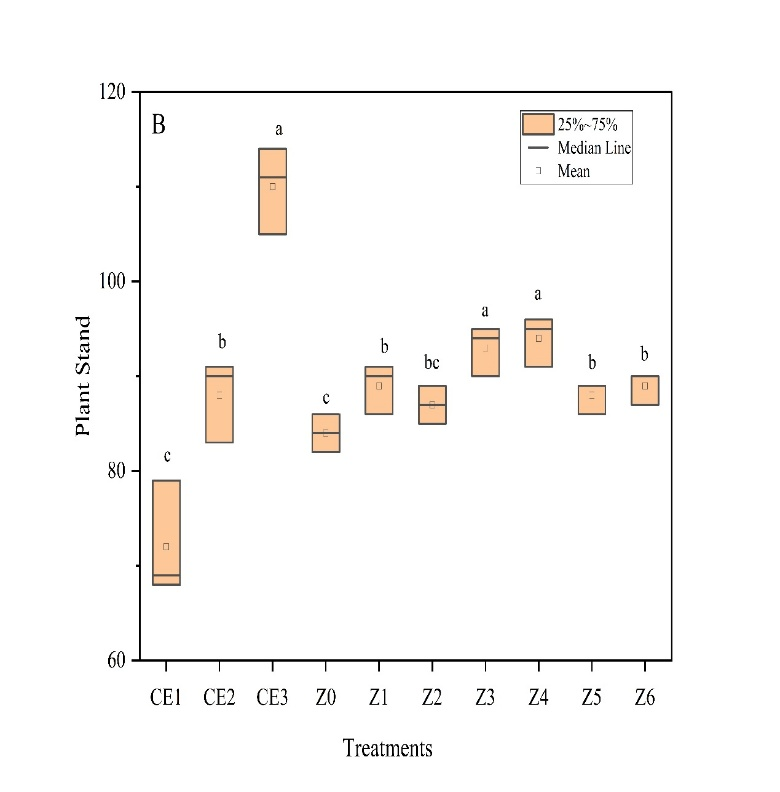 120
B
a
25%~75%
Median Line
Mean
100
a
a
b
b
bc
b
b
c
Plant Stand
80
c
60
CE1 CE2 CE3 Z0 Z1 Z2 Z3 Z4 Z5 Z6
Treatments